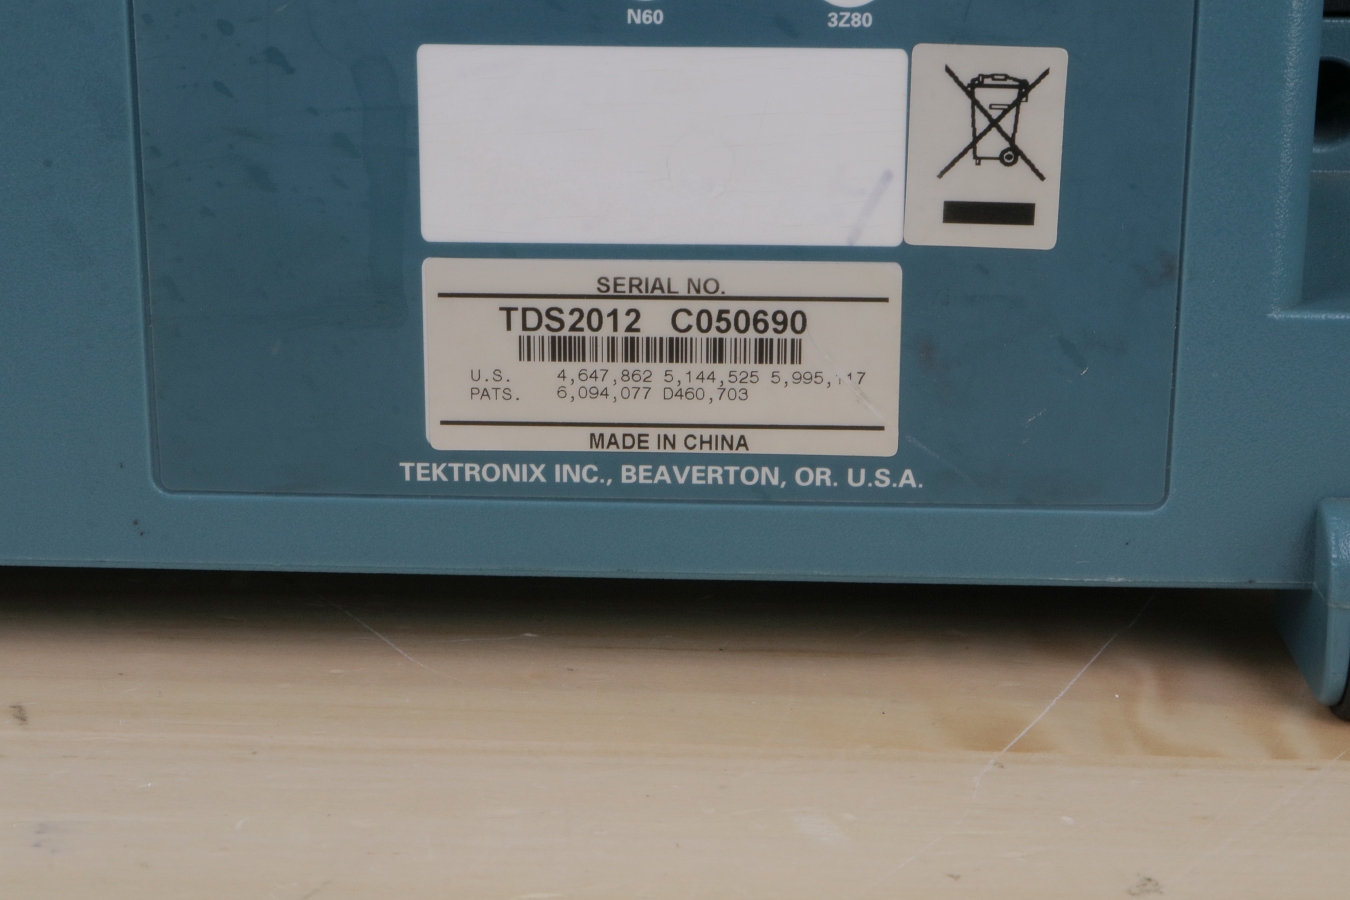 N60 3Z80
SERIAL NO.
TDS2012 C050690
U.S. 4,647,862 5,144,525
PATS. 6,094,077 D460,703
MADE IN CHINA
TEKTRONIX INC., BEAVERTON, OR. U.S.A.